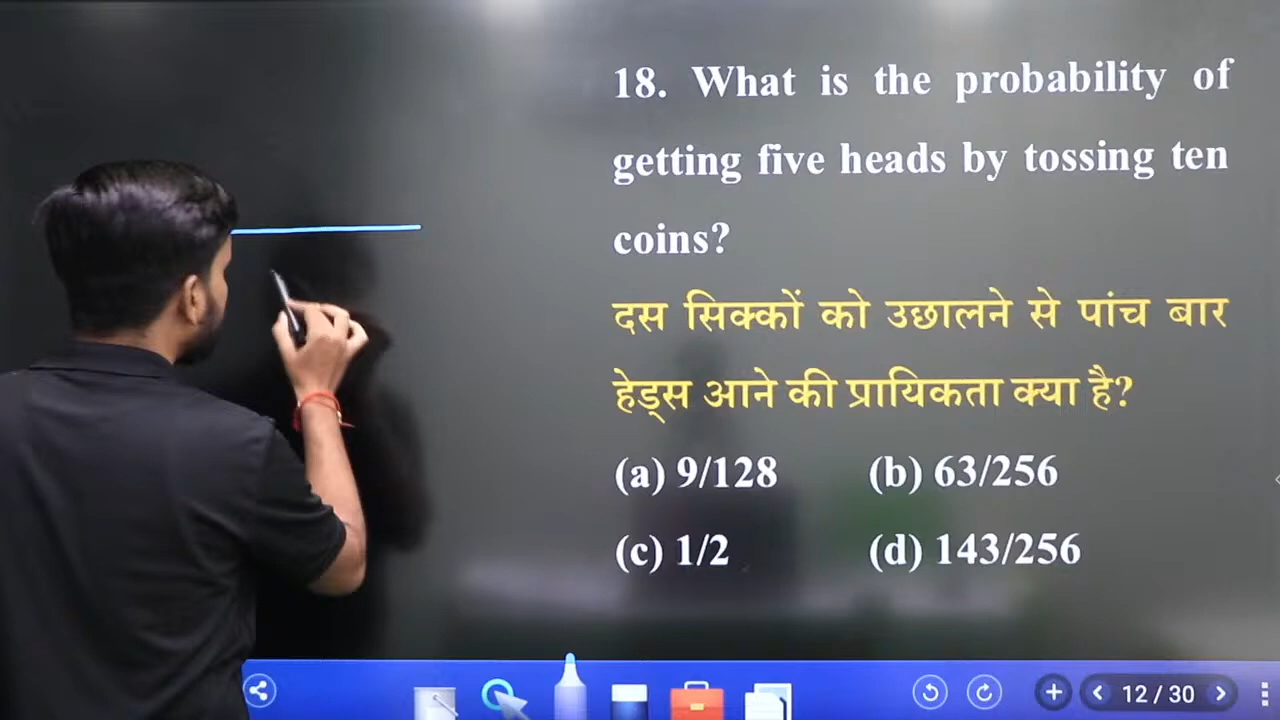 18. What is the probability of
getting five heads by tossing ten
coins?
दस सिक्कों को उछालने से पांच बार
हेड्स आने की प्रायिकता क्या है?
(a) 9/128 (b) 63/256
(c) 1/2 (d) 143/256
12 / 30